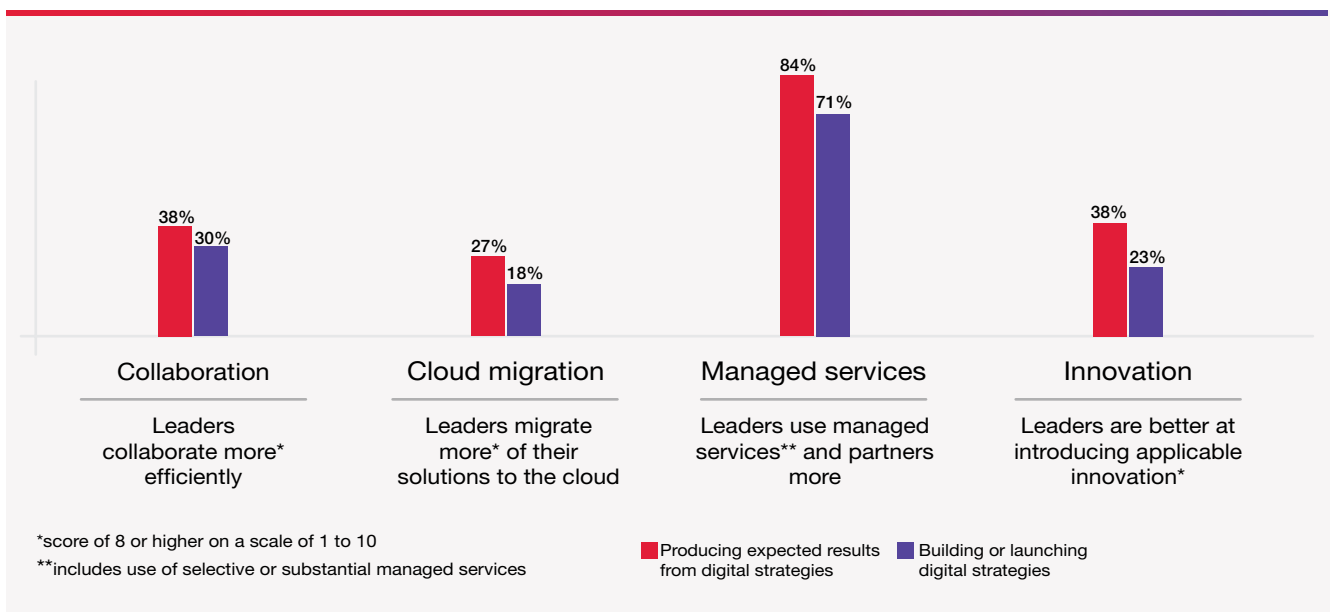 84%
71%
38%
30%
27%
18%
38%
23%
Collaboration
Leaders
collaborate more*
efficiently
Cloud migration
Leaders migrate
more* of their
solutions to the cloud
Managed services
Leaders use managed
services** and partners
more
Innovation
Leaders are better at
introducing applicable
innovation*
*score of 8 or higher on a scale of 1 to 10
**includes use of selective or substantial managed services
Producing expected results
from digital strategies
Building or launching
digital strategies